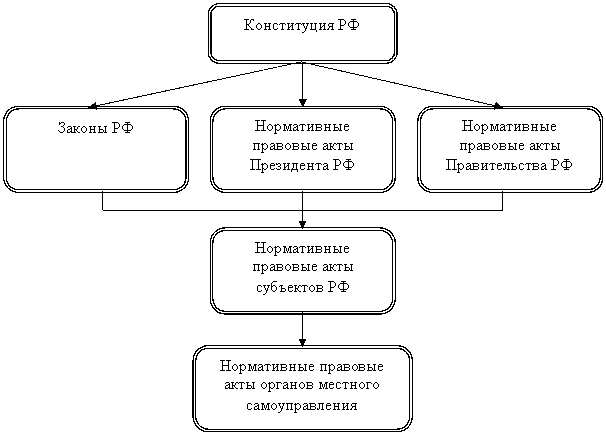 Конституция РФ
Законы РФ
Нормативные
правовые акты
Президента РФ
Нормативные
правовые акты
Правительства РФ
Нормативные
правовые акты
субъектов РФ
Нормативные правовые
акты органов местного
самоуправления